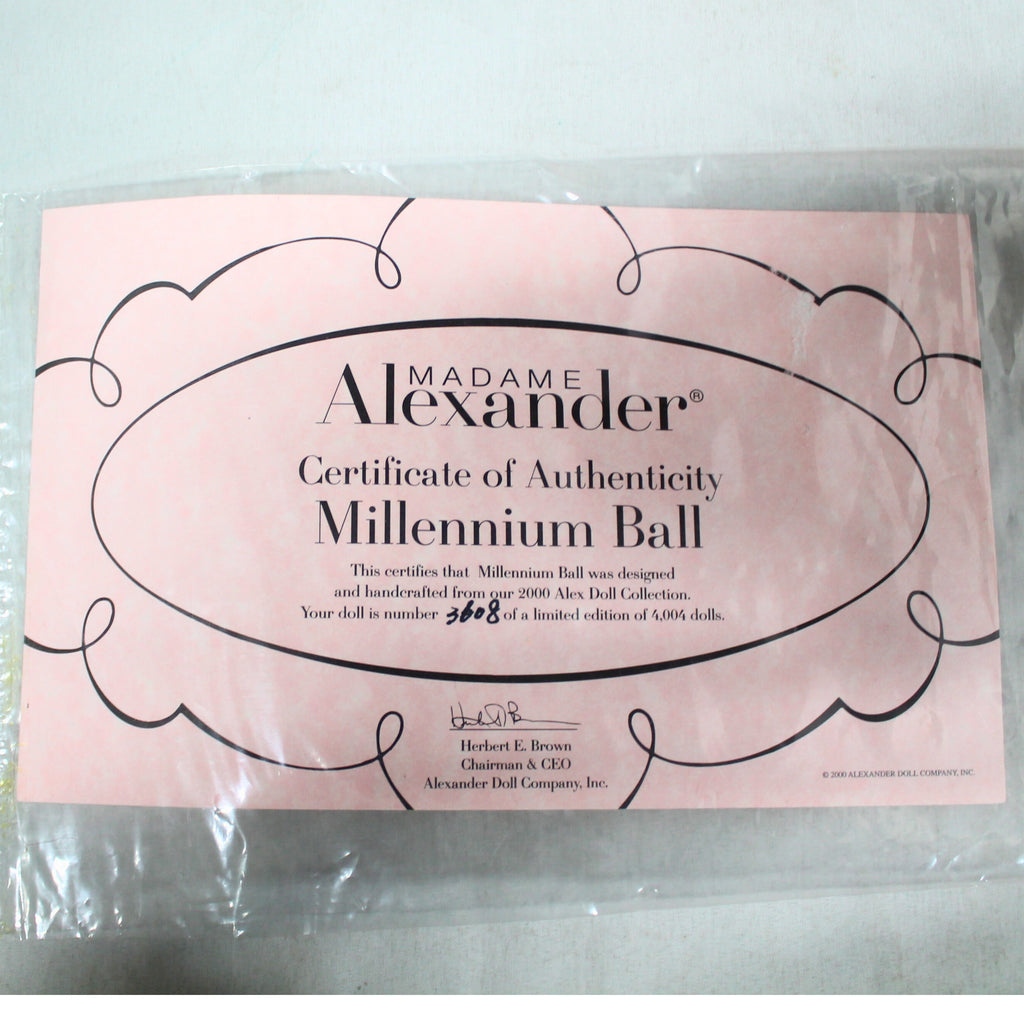 MADAME
Alexander®
Certificate of Authenticity
Millennium Ball
This certifies that Millennium Ball was designed
and handcrafted from our 2000 Alex Doll Collection.
Your doll is number 3608 of a limited edition of 4,004 dolls.
Herbert E. Brown
Chairman & CEO
Alexander Doll Company, Inc.
© 2000 ALEXANDER DOLL COMPANY, INC.